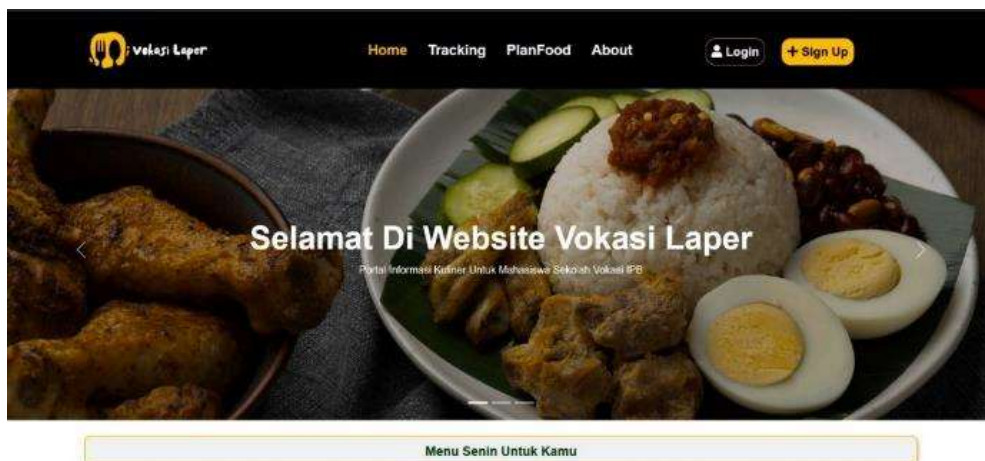 Vokasi Laper
Home Tracking PlanFood About
Login + Sign Up
Selamat Di Website Vokasi Laper
Portal Informasi Kuliner Untuk Mahasiswa Sekolah Vokasi IPB
Menu Senin Untuk Kamu